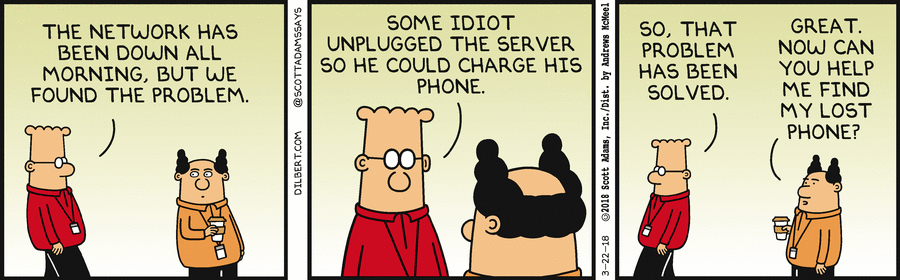 THE NETWORK HAS
BEEN DOWN ALL
MORNING, BUT WE
FOUND THE PROBLEM.
DILBERT.COM @SCOTTADAMSSAYS
SOME IDIOT
UNPLUGGED THE SERVER
SO HE COULD CHARGE HIS
PHONE.
3-22-18 ©2018 Scott Adams, Inc./Dist. by Andrews McMeel
SO, THAT
PROBLEM
HAS BEEN
SOLVED.
GREAT.
NOW CAN
YOU HELP
ME FIND
MY LOST
PHONE?